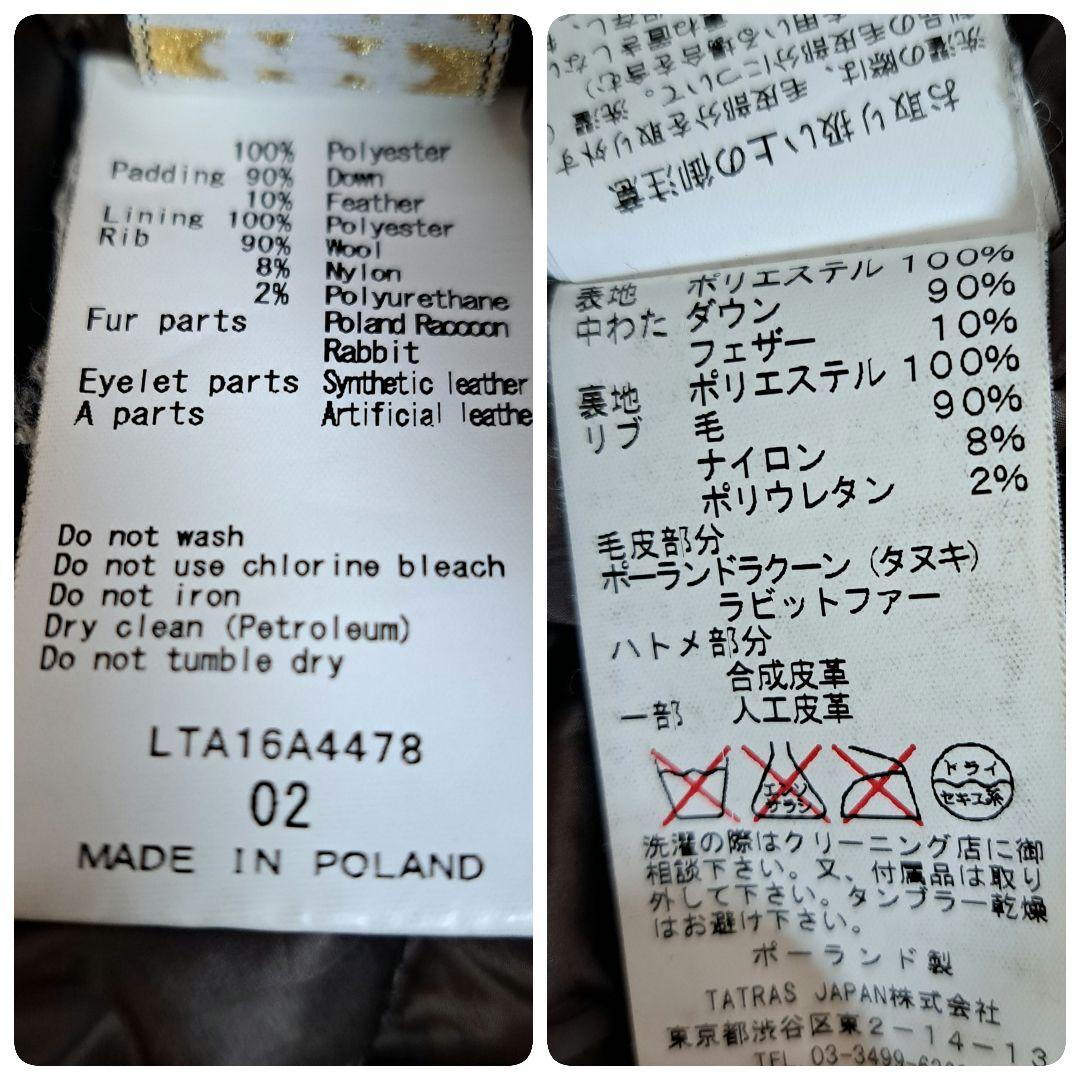 100% Polyester
Padding 90% Down
10% Feather
Lining 100% Polyester
Rib 90% Wool
8% Nylon
2% Polyurethane
Fur parts Poland Racooon
Rabbit
Eyelet parts Synthetic leather
A parts Artificial leathe
Do not wash
Do not use chlorine bleach
Do not iron
Dry clean (Petroleum)
Do not tumble dry
LTA16A4478
02
MADE IN POLAND
お取り扱い上の御注意
表地 ポリエステル 100%
中わた ダウン 90%
フェザー 10%
裏地 ポリエステル 100%
リブ 毛 90%
ナイロン 8%
ポリウレタン 2%
毛皮部分
ポーランドラクーン (タヌキ)
ラビットファー
ハトメ部分
合成皮革
一部 人工皮革
エンソ
サラシ
ドライ
セキユ系
洗濯の際はクリーニング店に御
相談下さい。又、付属品は取り
外して下さい。タンブラー乾燥
はお避け下さい。
ポーランド製
TATRAS JAPAN株式会社
東京都渋谷区東2-14-13
TEL 03-3499-6